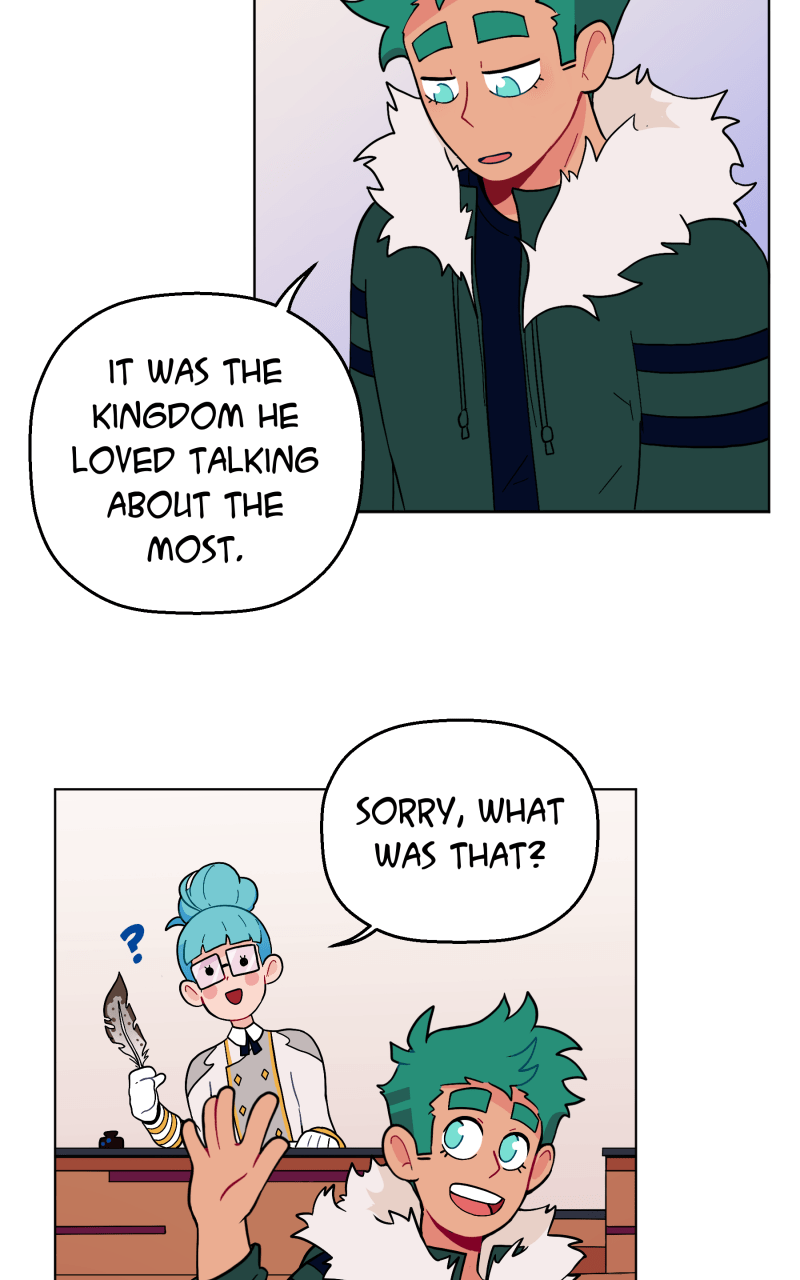 IT WAS THE
KINGDOM HE
LOVED TALKING
ABOUT THE
MOST.
SORRY, WHAT
WAS THAT?
?